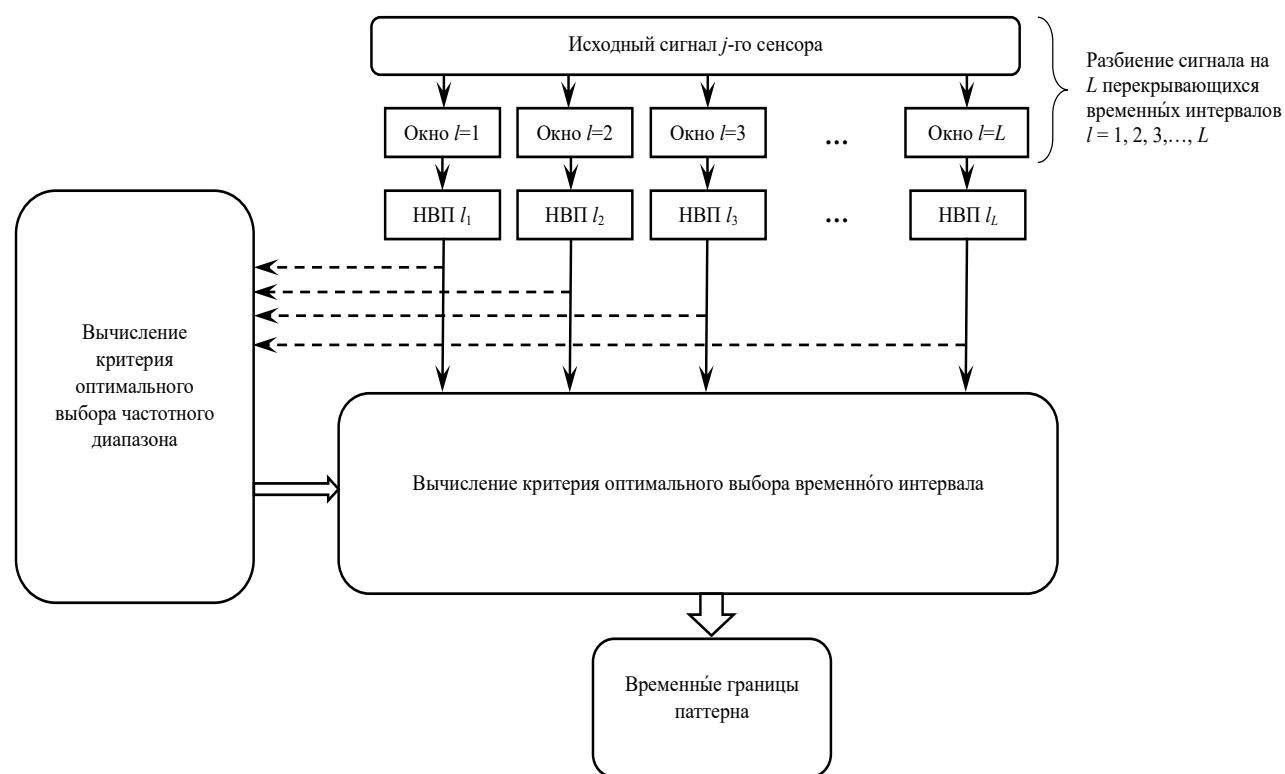 Исходный сигнал j-го сенсора
Разбиение сигнала на
L перекрывающихся
временны́х интервалов
l = 1, 2, 3,…, L
Окно l=1
Окно l=2
Окно l=3
...
Окно l=L
НВП l₁
НВП l₂
НВП l₃
...
НВП l_L
Вычисление
критерия
оптимального
выбора частотного
диапазона
Вычисление критерия оптимального выбора временно́го интервала
Временны́е границы
паттерна